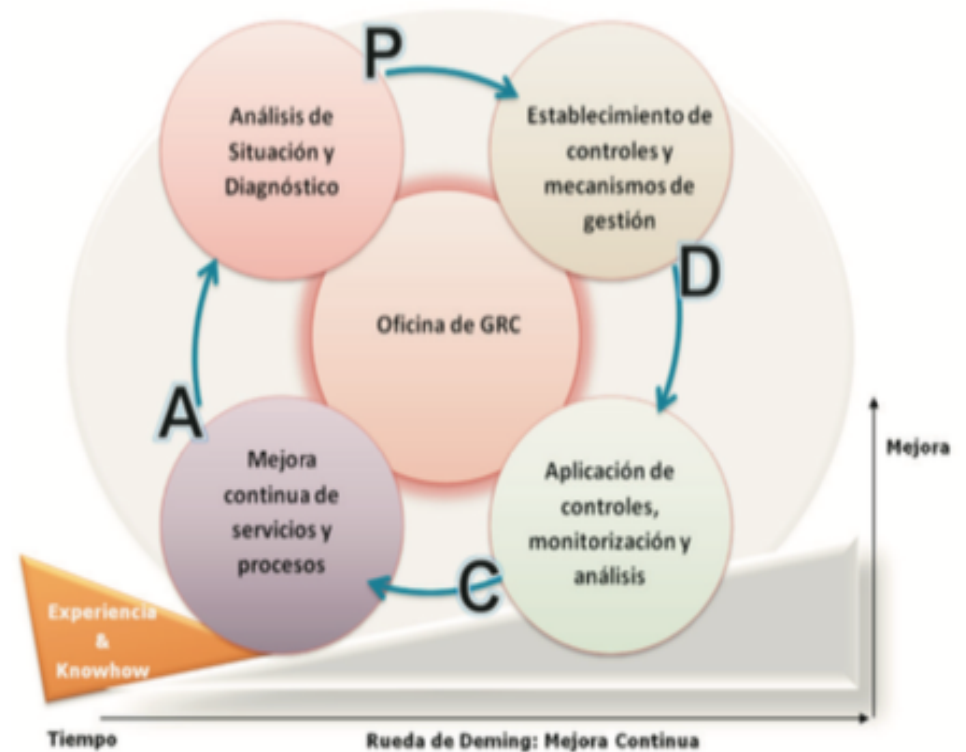 P
Análisis de
Situación y
Diagnóstico
Establecimiento de
controles y
mecanismos de
gestión
D
Oficina de GRC
A
Mejora
continua de
servicios y
procesos
Aplicación de
controles,
monitorización y
análisis
C
Mejora
Experiencia
&
Knowhow
Tiempo
Rueda de Deming: Mejora Continua